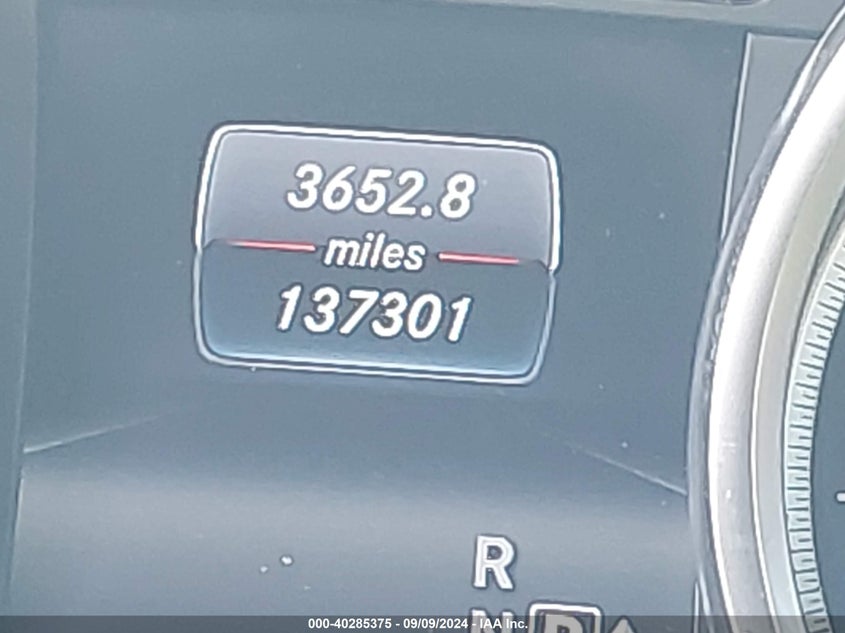 3652.8
miles
137301
R
N D
000-40285375 - 09/09/2024 - IAA Inc.